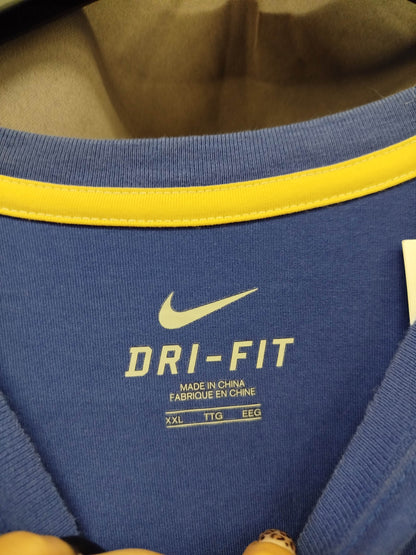 DRI-FIT
MADE IN CHINA
FABRIQUE EN CHINE
XXL TTG EEG